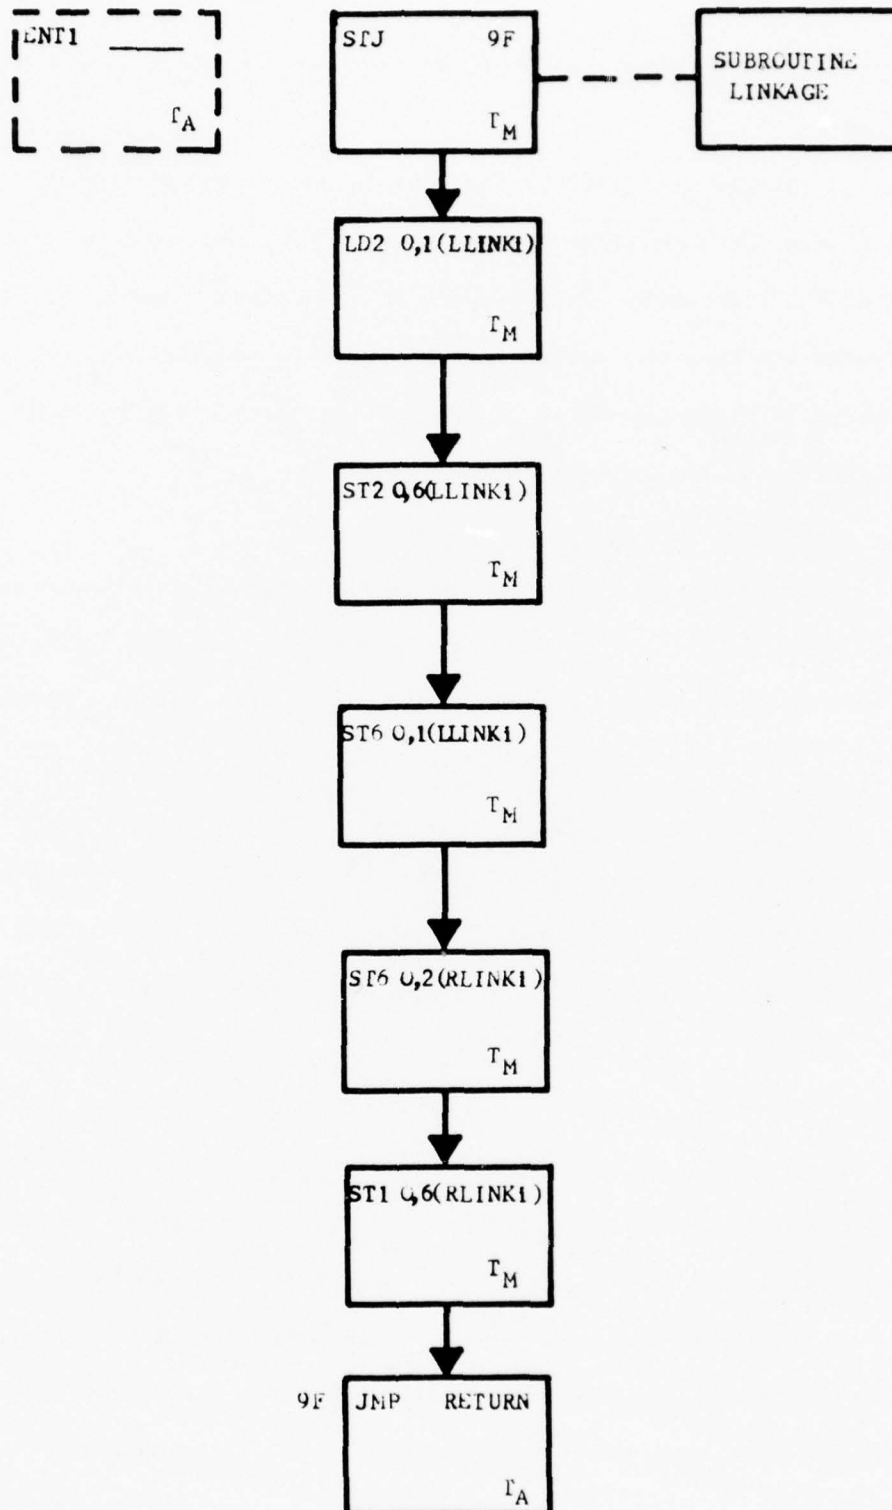 ENT1 ____
T_A
STJ 9F
T_M
SUBROUTINE
LINKAGE
LD2 0,1(LLINK1)
T_M
ST2 0,6(LLINK1)
T_M
ST6 0,1(LLINK1)
T_M
ST6 0,2(RLINK1)
T_M
ST1 0,6(RLINK1)
T_M
9F JMP RETURN
T_A